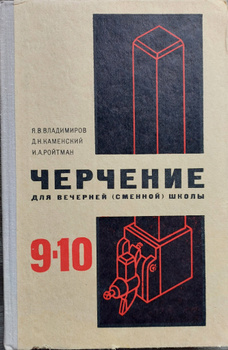 Я.В.ВЛАДИМИРОВ
Д.Н.КАМЕНСКИЙ
И.А.РОЙТМАН
ЧЕРЧЕНИЕ
ДЛЯ ВЕЧЕРНЕЙ (СМЕННОЙ) ШКОЛЫ
9-10